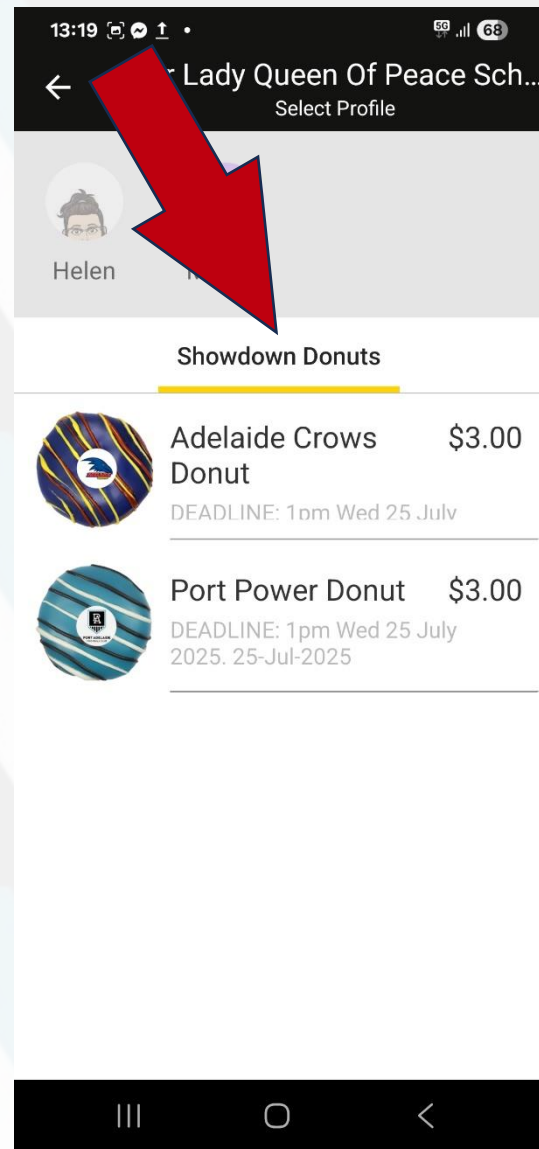 13:19
5G
68
Lady Queen Of Peace Sch...
Select Profile
Helen
Showdown Donuts
Adelaide Crows $3.00
Donut
DEADLINE: 1pm Wed 25 July
Port Power Donut $3.00
DEADLINE: 1pm Wed 25 July
2025. 25-Jul-2025